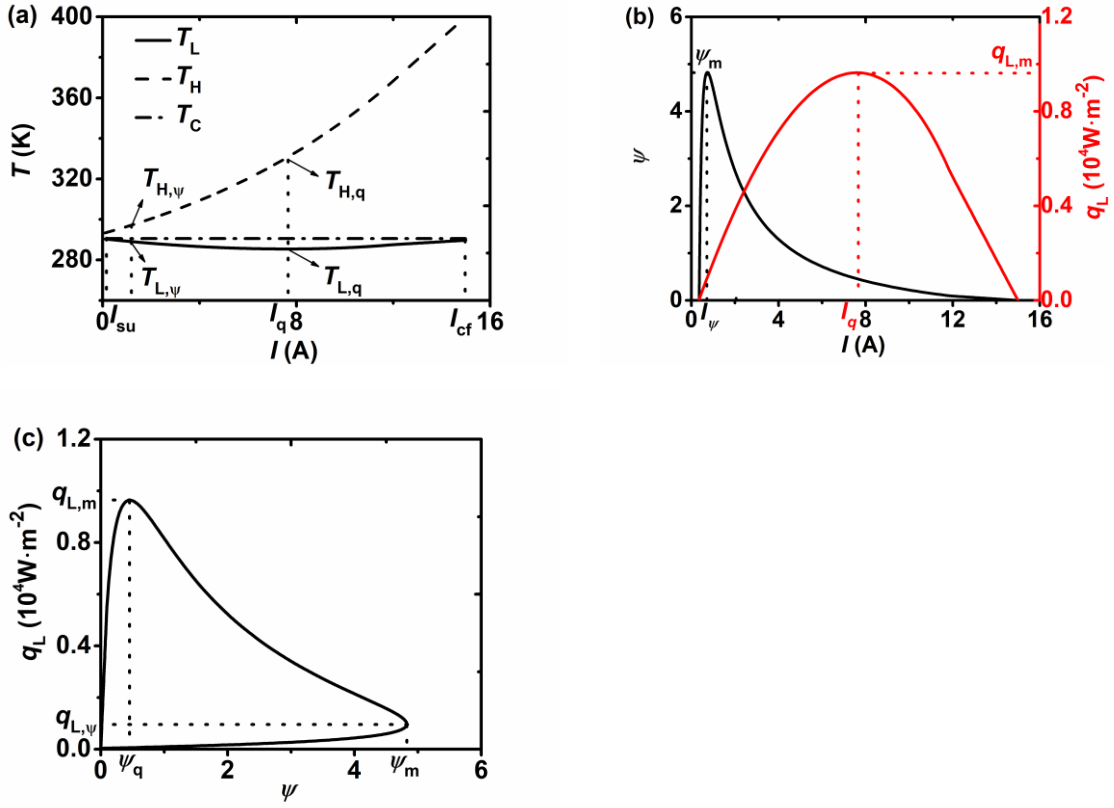 (a)
400
360
320
280
T (K)
T_L
T_H
T_C
T_H,ψ
T_H,q
T_L,ψ
T_L,q
0 I_su I_q 8 I_cf 16
I (A)
(b)
6
4
2
0
ψ
ψ_m
q_L,m
1.2
0.8
0.4
0.0
q_L (10^4W·m^-2)
0 I_ψ 4 I_q 8 12 16
I (A)
(c)
1.2
q_L,m
0.8
0.4
q_L,ψ
0.0
q_L (10^4W·m^-2)
0 ψ_q 2 4 ψ_m 6
ψ